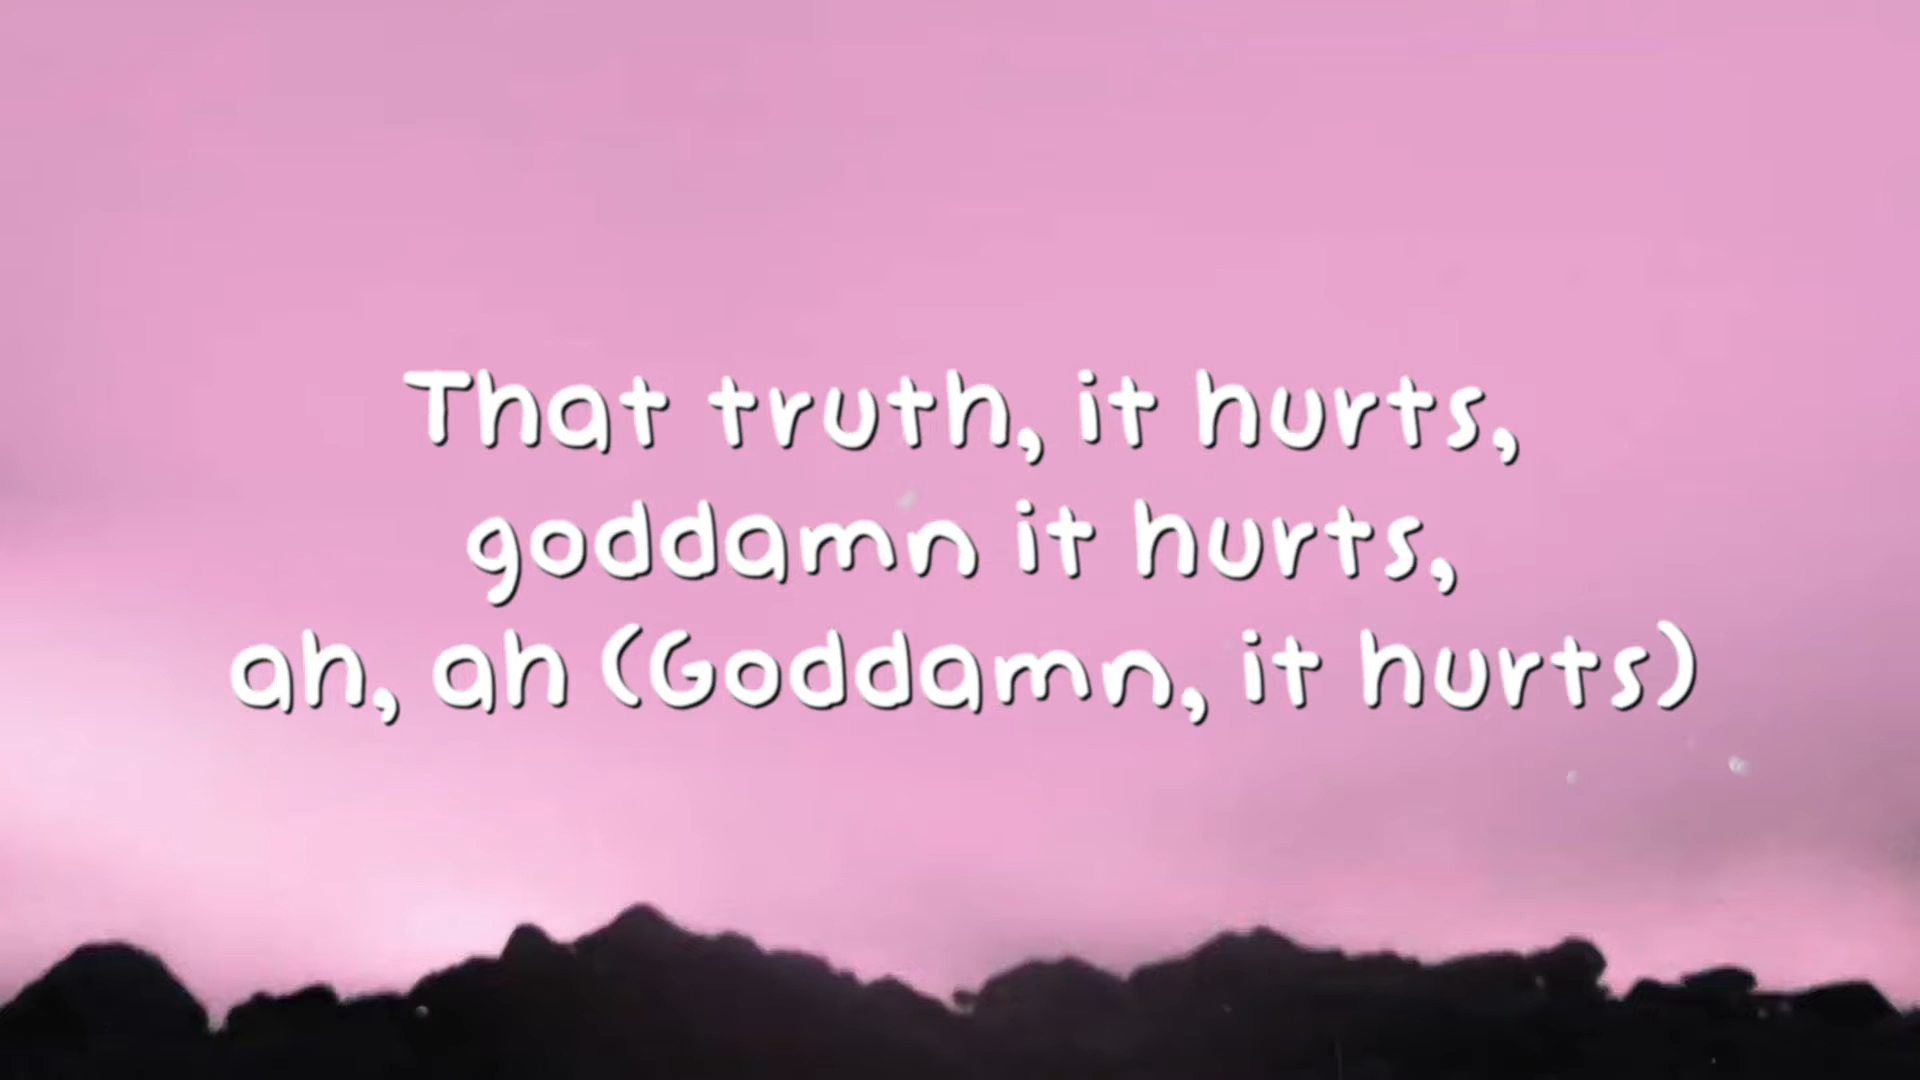 That truth, it hurts,
goddamn it hurts,
ah, ah (Goddamn, it hurts)